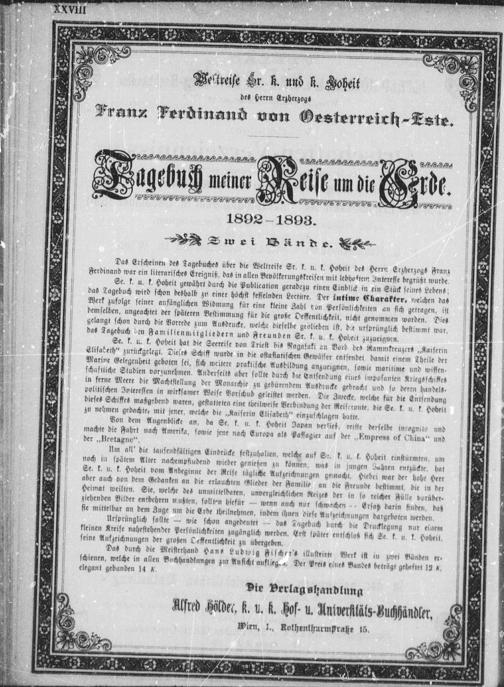 XXVIII
Weltreise Sr. k. und k. Hoheit
des Herrn Erzherzogs
Franz Ferdinand von Oesterreich-Este.
Tagebuch meiner Reise um die Erde.
1892–1893.
Zwei Bände.
Das Erscheinen des Tagebuches über die Weltreise Sr. k. u. k. Hoheit des Herrn Erzherzogs Franz
Ferdinand war ein literarisches Ereignis, das in allen Bevölkerungskreisen mit lebhaftem Interesse begrüßt wurde.
Se. k. u. k. Hoheit gewährt durch die Publication geradezu einen Einblick in ein Stück seines Lebens;
das Tagebuch wird schon deshalb zu einer höchst fesselnden Lectüre. Der intime Charakter, welchen das
Werk zufolge seiner anfänglichen Widmung für eine kleine Zahl von Persönlichkeiten an sich getragen, ist
demselben, ungeachtet der späteren Bestimmung für die große Oeffentlichkeit, nicht genommen worden. Dies
gelangt schon durch die Vorrede zum Ausdrucke, welche dieselbe geblieben ist, die ursprünglich bestimmt war,
das Tagebuch den Familienmitgliedern und Freunden Sr. k. u. k. Hoheit zuzueignen.
Se. k. u. k. Hoheit hat die Seereise von Triest bis Nagasaki an Bord des Rammkreuzers „Kaiserin
Elisabeth" zurückgelegt. Dieses Schiff wurde in die ostasiatischen Gewässer entsendet, damit einem Theile der
Marine Gelegenheit geboten sei, sich weitere praktische Ausbildung anzueignen, sowie maritime und wissen-
schaftliche Studien vorzunehmen. Anderseits aber sollte durch die Entsendung eines imposanten Kriegsschiffes
in ferne Meere die Machtstellung der Monarchie zu gebürendem Ausdrucke gebracht und so deren handels-
politischen Interessen in wirksamer Weise Vorschub geleistet werden. Die Zwecke, welche für die Entsendung
dieses Schiffes maßgebend waren, gestatteten eine theilweise Verbindung der Reiseroute, die Se. k. u. k. Hoheit
zu nehmen gedachte, mit jener, welche die „Kaiserin Elisabeth" einzuschlagen hatte.
Von dem Augenblick an, da Se. k. u. k. Hoheit Japan verließ, reiste derselbe incognito und
machte die Fahrt nach Amerika, sowie jene nach Europa als Passagier auf der „Empress of China" und
der „Bretagne".
Um all' die tausendfältigen Eindrücke festzuhalten, welche auf Se. k. u. k. Hoheit einstürmten, um
noch in späterem Alter nachempfindend wieder genießen zu können, was in jungen Jahren entzückte, hat
Se. k. u. k. Hoheit vom Anbeginne der Reise tägliche Aufzeichnungen gemacht. Hiebei war der hohe Herr
aber auch von dem Gedanken an die erlauchten Glieder der Familie, an die Freunde bestimmt, die in der
Heimat weilten. Sie, welche des unmittelbaren, unvergleichlichen Reizes der in so reicher Fülle vorüber-
ziehenden Bilder entbehren mußten, sollten hiefür — wenn auch nur schwachen — Ersatz darin finden, daß
sie mittelbar an dem Zuge um die Erde theilnehmen, indem ihnen diese Aufzeichnungen dargeboten werden.
Ursprünglich sollte — wie schon angedeutet — das Tagebuch durch die Drucklegung nur einem
kleinen Kreise nahestehender Persönlichkeiten zugänglich werden. Erst später entschloss sich Se. k. u. k. Hoheit,
seine Aufzeichnungen der großen Oeffentlichkeit zu übergeben.
Das durch die Meisterhand Hans Ludwig Fischer's illustrirte Werk ist in zwei Bänden er-
schienen, welche in allen Buchhandlungen zur Ansicht aufliegen. Der Preis eines Bandes beträgt geheftet 12 K,
elegant gebunden 14 K.
Die Verlagshandlung
Alfred Hölder, k. u. k. Hof- u. Universitäts-Buchhändler,
Wien, I., Rothenthurmstraße 15.